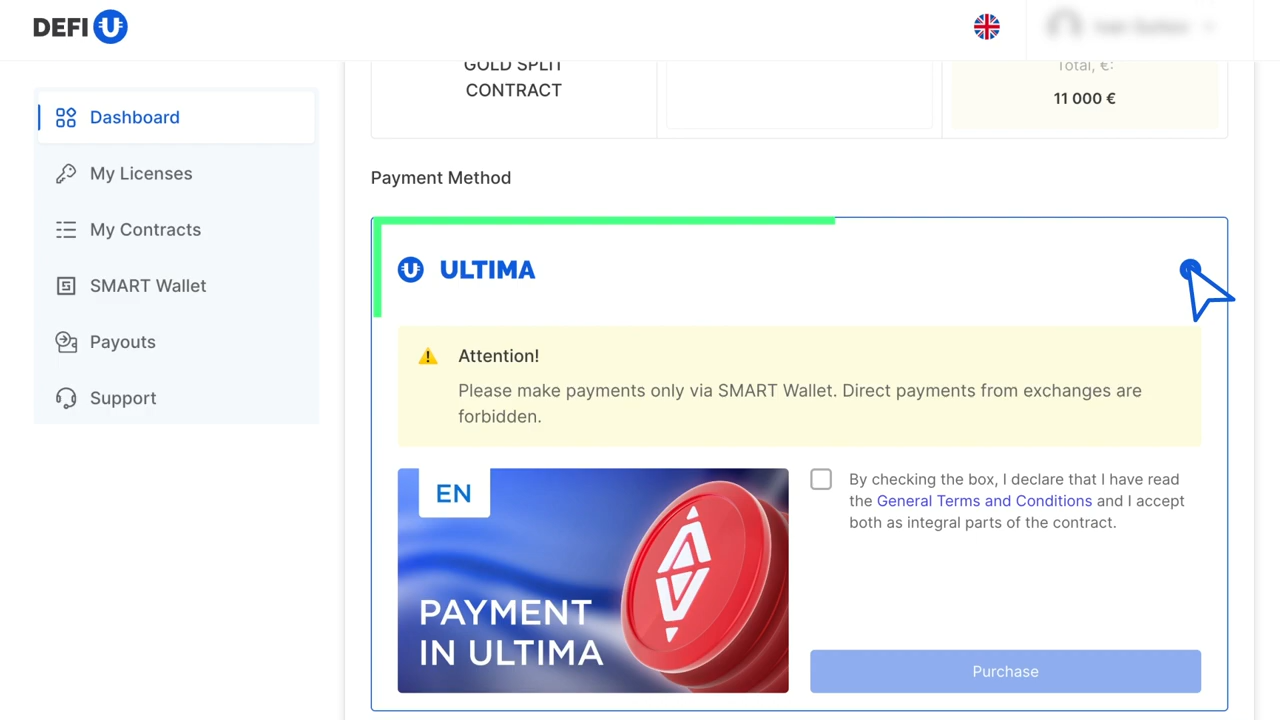 DEFI
GOLD SPLIT
CONTRACT
Total, €:
11 000 €
Dashboard
My Licenses
My Contracts
SMART Wallet
Payouts
Support
Payment Method
ULTIMA
Attention!
Please make payments only via SMART Wallet. Direct payments from exchanges are
forbidden.
EN
PAYMENT
IN ULTIMA
By checking the box, I declare that I have read
the General Terms and Conditions and I accept
both as integral parts of the contract.
Purchase